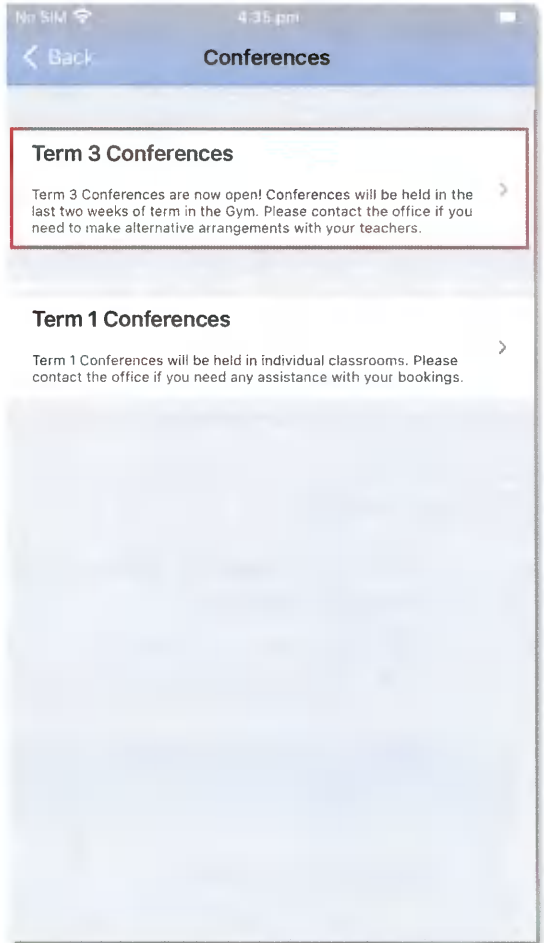 No SIM 4:35 pm
Back Conferences
Term 3 Conferences
Term 3 Conferences are now open! Conferences will be held in the
last two weeks of term in the Gym. Please contact the office if you
need to make alternative arrangements with your teachers.
Term 1 Conferences
Term 1 Conferences will be held in individual classrooms. Please
contact the office if you need any assistance with your bookings.